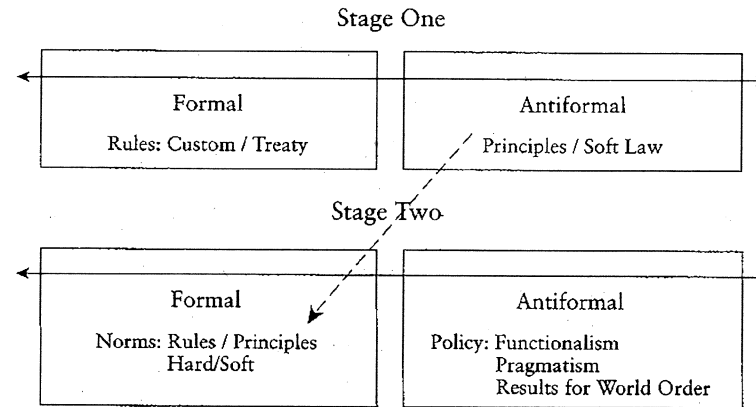 Stage One
Formal
Rules: Custom / Treaty
Antiformal
Principles / Soft Law
Stage Two
Formal
Norms: Rules / Principles
Hard/Soft
Antiformal
Policy: Functionalism
Pragmatism
Results for World Order